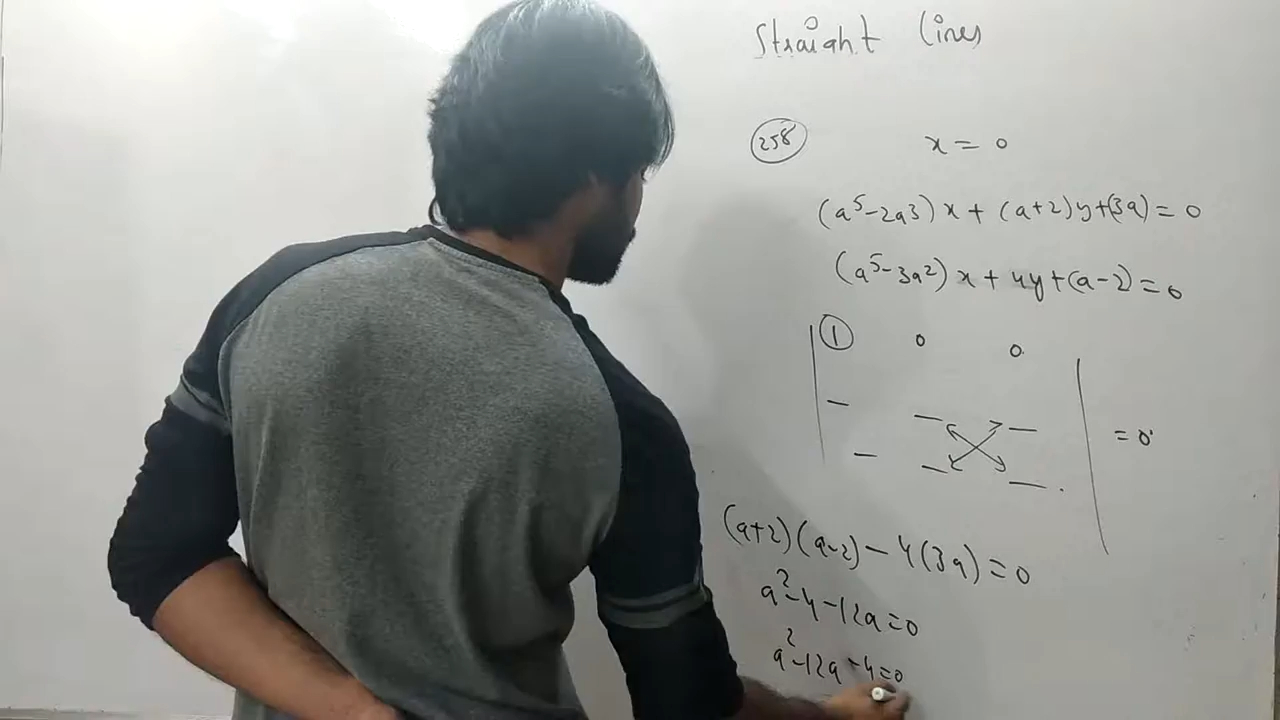 Straight lines
258 x = 0
(a⁵-2a3)x + (a+2)y+(3a) = 0
(a⁵-3a²)x + 4y+(a-2) = 0
1 0 0
= 0
(a+2)(a-2) - 4(3a) = 0
a²-4-12a=0
a²-12a-4=0